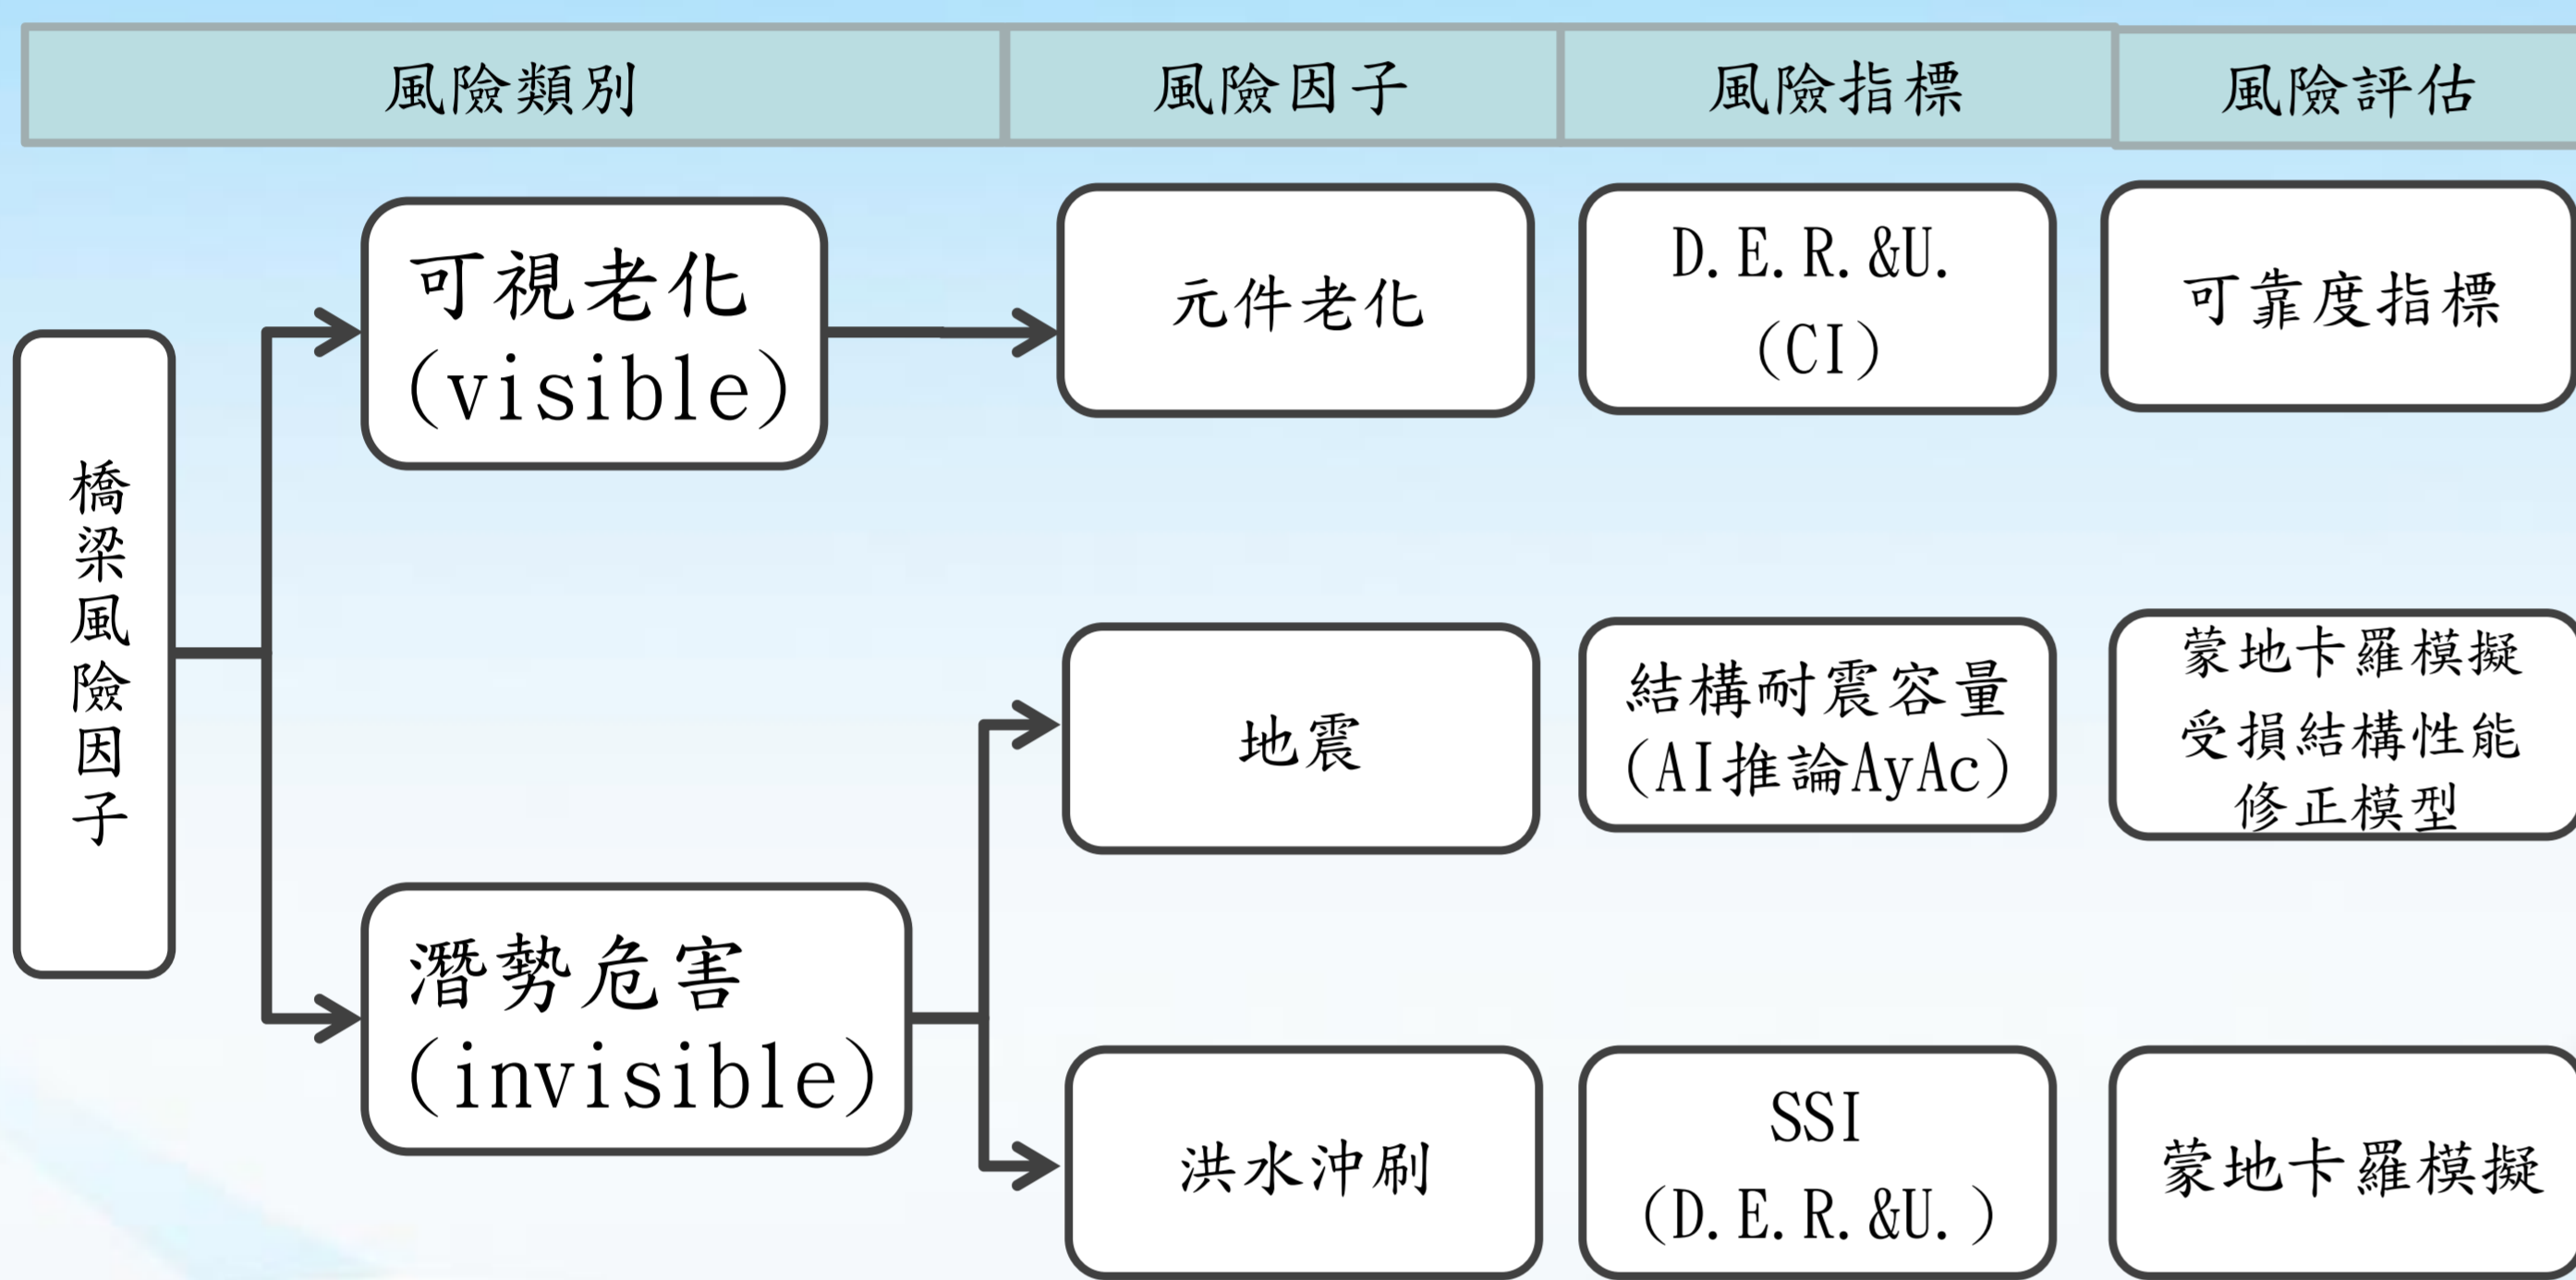 風險類別
風險因子
風險指標
風險評估
橋梁風險因子
可視老化
(visible)
元件老化
D.E.R.&U.
(CI)
可靠度指標
潛勢危害
(invisible)
地震
結構耐震容量
(AI推論AyAc)
蒙地卡羅模擬
受損結構性能
修正模型
洪水沖刷
SSI
(D.E.R.&U.)
蒙地卡羅模擬